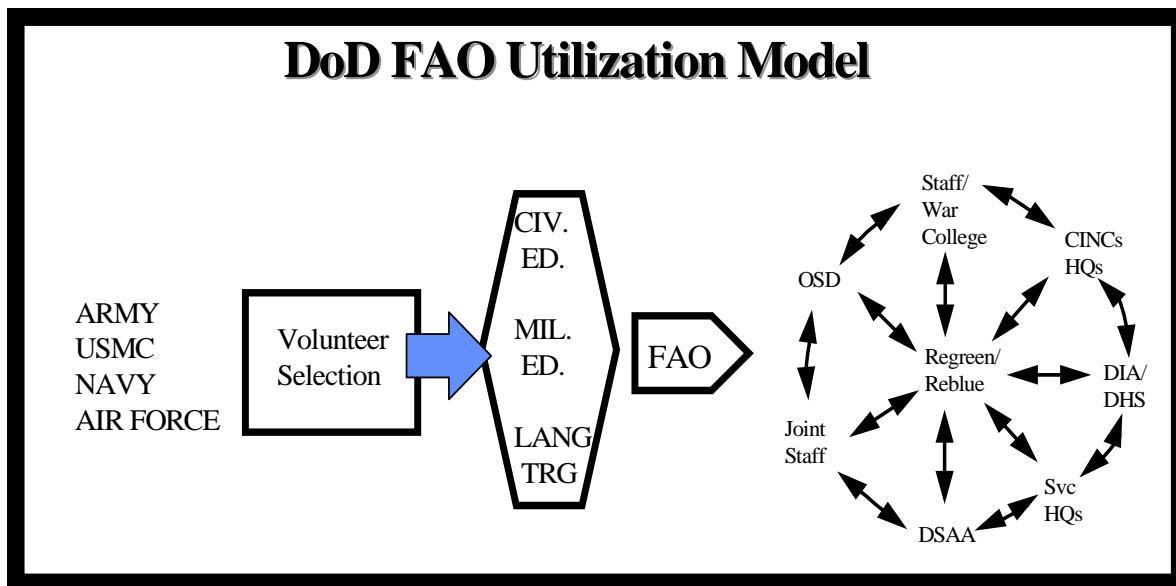 DoD FAO Utilization Model
ARMY
USMC
NAVY
AIR FORCE
Volunteer
Selection
CIV.
ED.
MIL.
ED.
LANG
TRG
FAO
Staff/
War
College
CINCs
HQs
OSD
Regreen/
Reblue
DIA/
DHS
Joint
Staff
Svc
HQs
DSAA